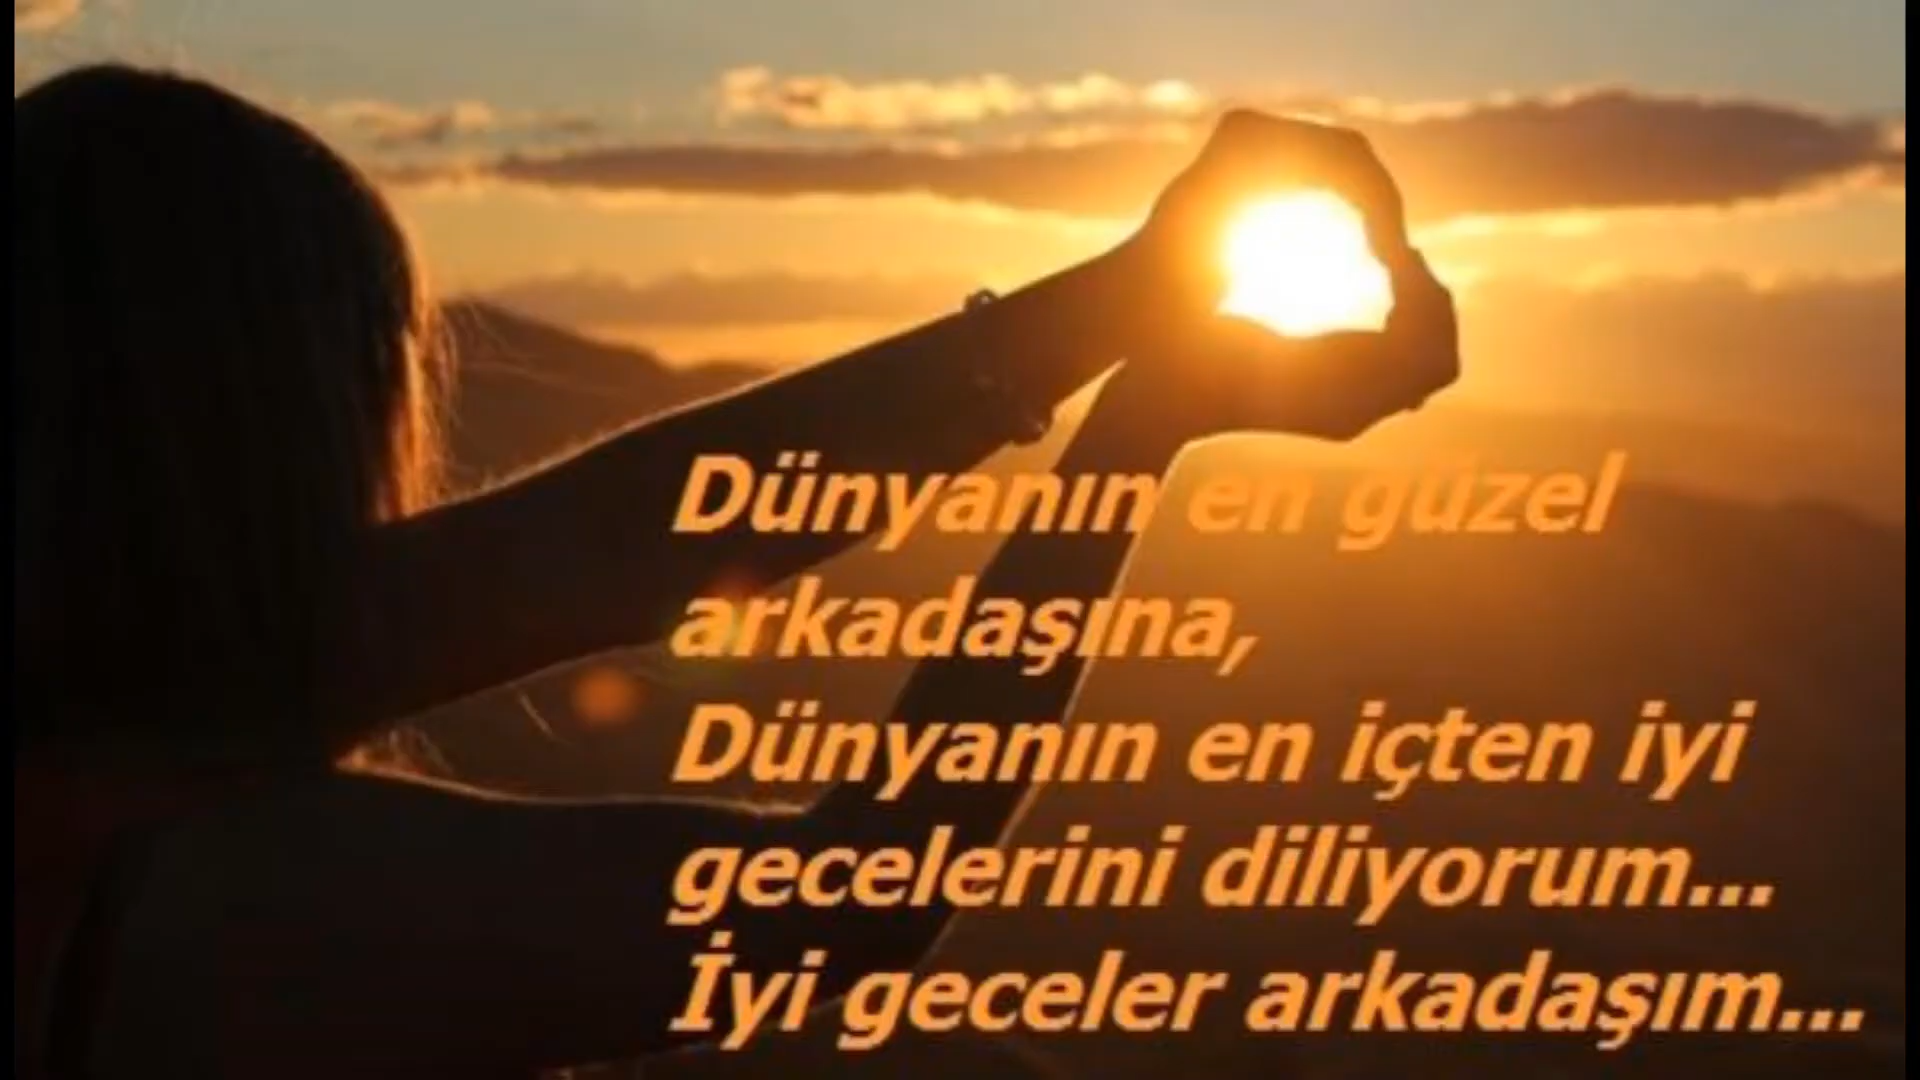 Dünyanın en güzel
arkadaşına,
Dünyanın en içten iyi
gecelerini diliyorum...
İyi geceler arkadaşım...